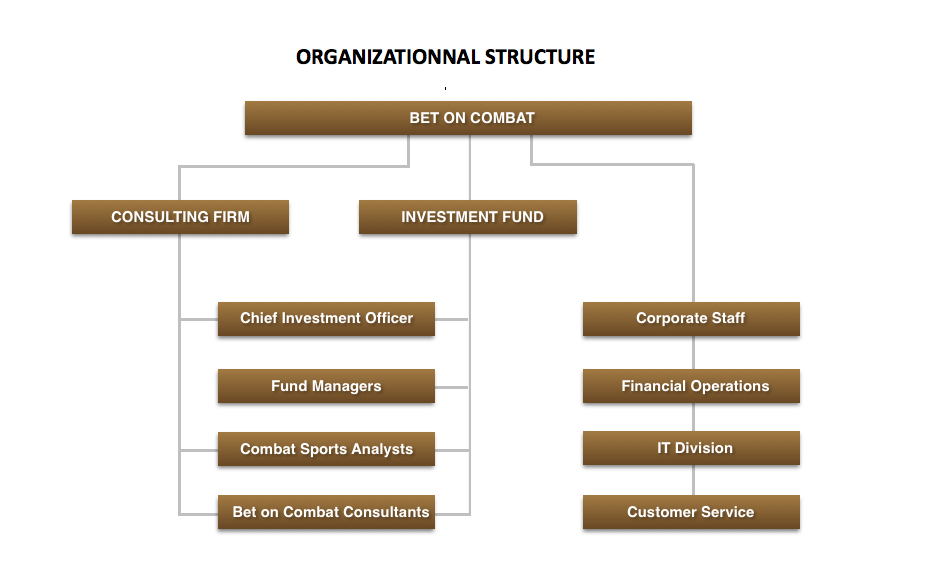 ORGANIZATIONNAL STRUCTURE
BET ON COMBAT
CONSULTING FIRM
INVESTMENT FUND
Chief Investment Officer
Corporate Staff
Fund Managers
Financial Operations
Combat Sports Analysts
IT Division
Bet on Combat Consultants
Customer Service